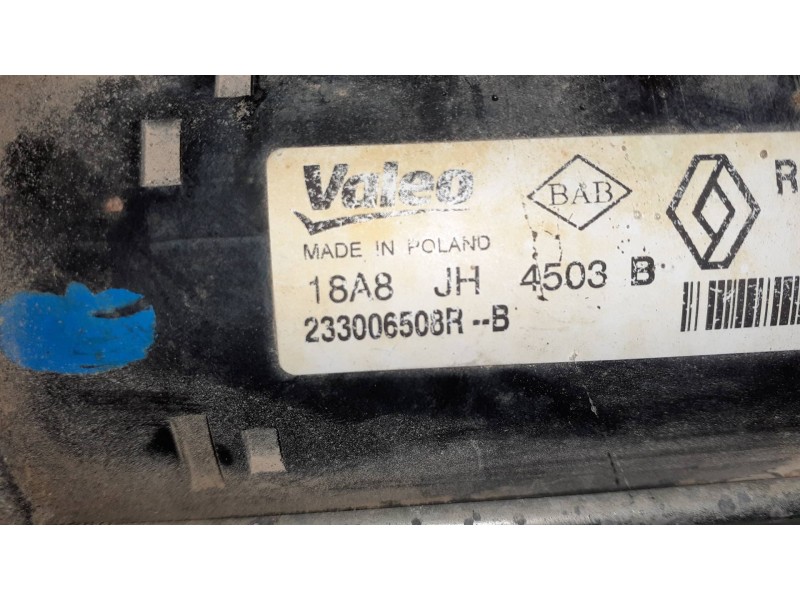 Valeo
BAB
R
MADE IN POLAND
18A8 JH 4503 B
233006508R --B